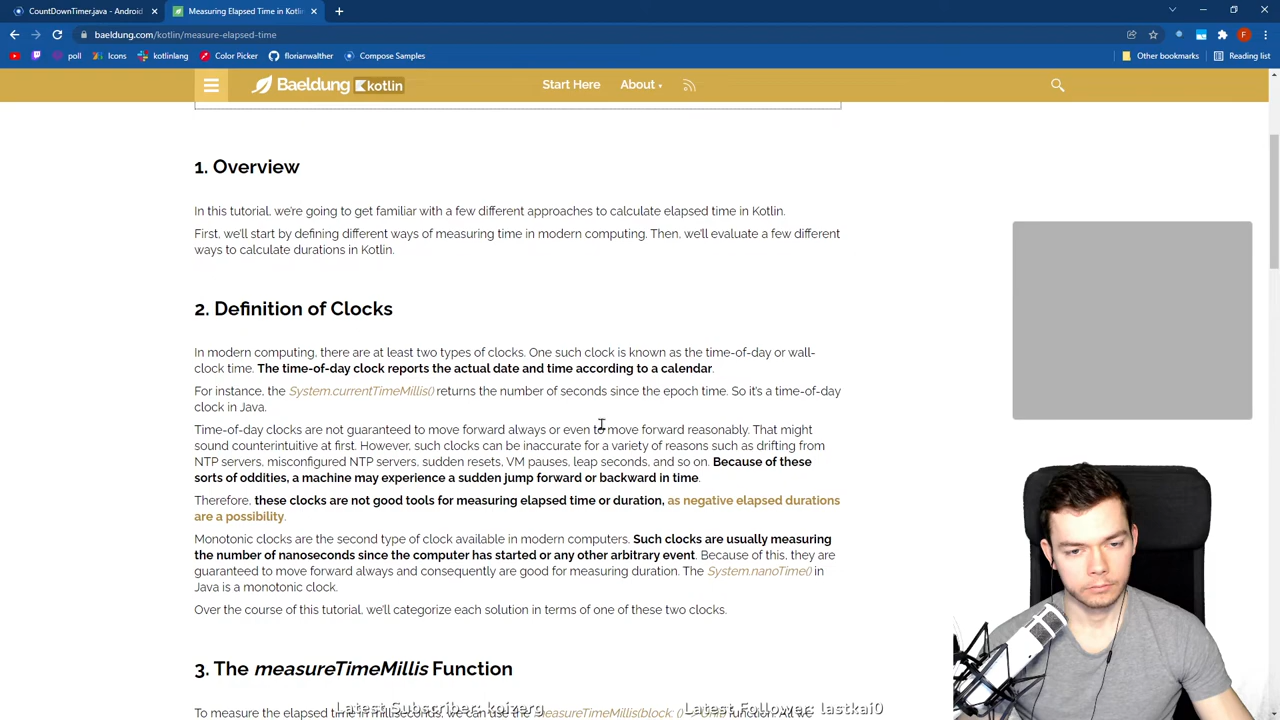 CountDownTimer.java - Android
Measuring Elapsed Time in Kotlin
baeldung.com/kotlin/measure-elapsed-time
poll
Icons
kotlinlang
Color Picker
florianwalther
Compose Samples
Other bookmarks
Reading list
Baeldung kotlin
Start Here
About
1. Overview
In this tutorial, we're going to get familiar with a few different approaches to calculate elapsed time in Kotlin.
First, we'll start by defining different ways of measuring time in modern computing. Then, we'll evaluate a few different
ways to calculate durations in Kotlin.
2. Definition of Clocks
In modern computing, there are at least two types of clocks. One such clock is known as the time-of-day or wall-
clock time. The time-of-day clock reports the actual date and time according to a calendar.
For instance, the System.currentTimeMillis() returns the number of seconds since the epoch time. So it's a time-of-day
clock in Java.
Time-of-day clocks are not guaranteed to move forward always or even to move forward reasonably. That might
sound counterintuitive at first. However, such clocks can be inaccurate for a variety of reasons such as drifting from
NTP servers, misconfigured NTP servers, sudden resets, VM pauses, leap seconds, and so on. Because of these
sorts of oddities, a machine may experience a sudden jump forward or backward in time.
Therefore, these clocks are not good tools for measuring elapsed time or duration, as negative elapsed durations
are a possibility.
Monotonic clocks are the second type of clock available in modern computers. Such clocks are usually measuring
the number of nanoseconds since the computer has started or any other arbitrary event. Because of this, they are
guaranteed to move forward always and consequently are good for measuring duration. The System.nanoTime() in
Java is a monotonic clock.
Over the course of this tutorial, we'll categorize each solution in terms of one of these two clocks.
3. The measureTimeMillis Function
Latest Subscriber: koizerg
Latest Follower: lastkai0
To measure the elapsed time in milliseconds, we can use the measureTimeMillis(block: () -> Unit) function. All we